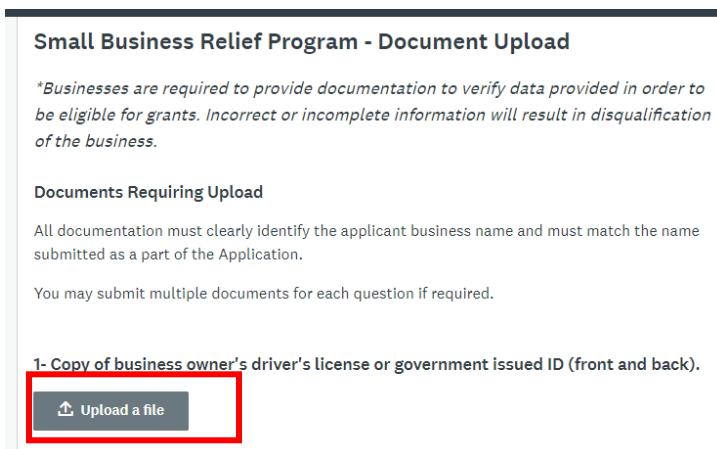 Small Business Relief Program - Document Upload
*Businesses are required to provide documentation to verify data provided in order to
be eligible for grants. Incorrect or incomplete information will result in disqualification
of the business.
Documents Requiring Upload
All documentation must clearly identify the applicant business name and must match the name
submitted as a part of the Application.
You may submit multiple documents for each question if required.
1- Copy of business owner's driver's license or government issued ID (front and back).
Upload a file